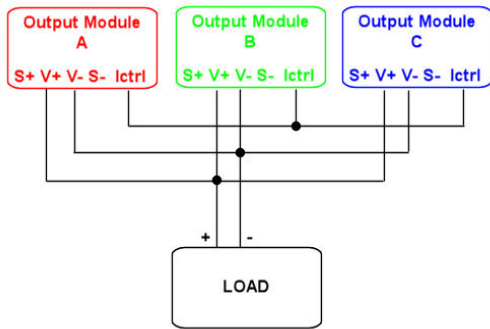 Output Module
A
S+ V+ V- S- Ictrl
Output Module
B
S+ V+ V- S- Ictrl
Output Module
C
S+ V+ V- S- Ictrl
+ -
LOAD